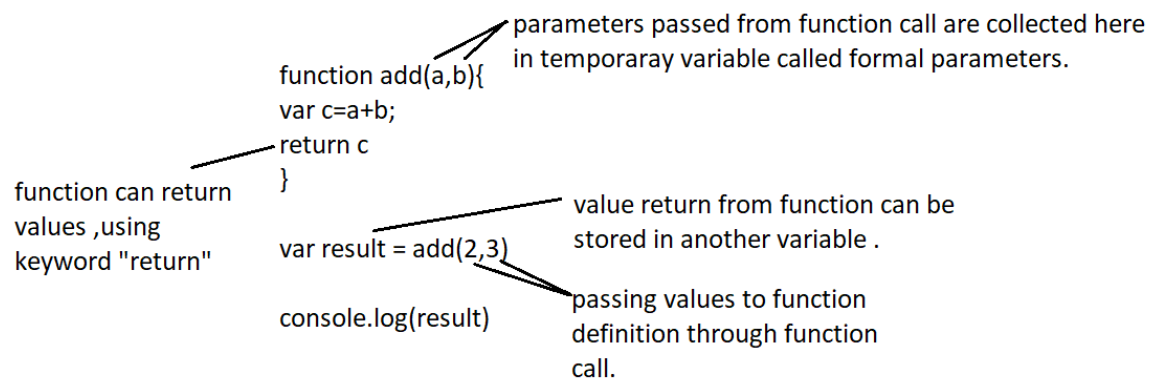 parameters passed from function call are collected here
in temporaray variable called formal parameters.
function add(a,b){
var c=a+b;
return c
}
function can return
values ,using
keyword "return"
value return from function can be
stored in another variable .
var result = add(2,3)
passing values to function
definition through function
call.
console.log(result)